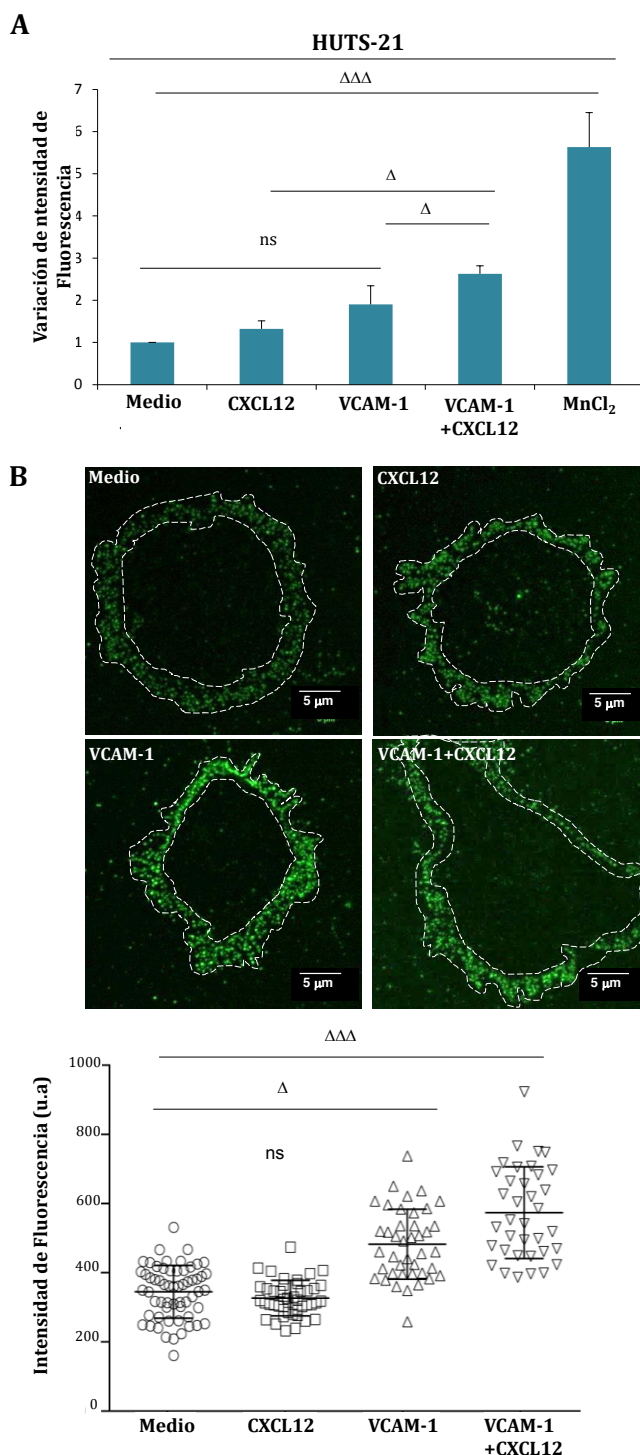 A
HUTS-21
ΔΔΔ
Δ
Δ
ns
Variación de ntensidad de
Fluorescencia
7
6
5
4
3
2
1
0
Medio
CXCL12
VCAM-1
VCAM-1
+CXCL12
MnCl₂
B
Medio
5 μm
CXCL12
5 μm
VCAM-1
5 μm
VCAM-1+CXCL12
5 μm
ΔΔΔ
Δ
ns
Intensidad de Fluorescencia (u.a)
1000
800
600
400
200
0
Medio
CXCL12
VCAM-1
VCAM-1
+CXCL12